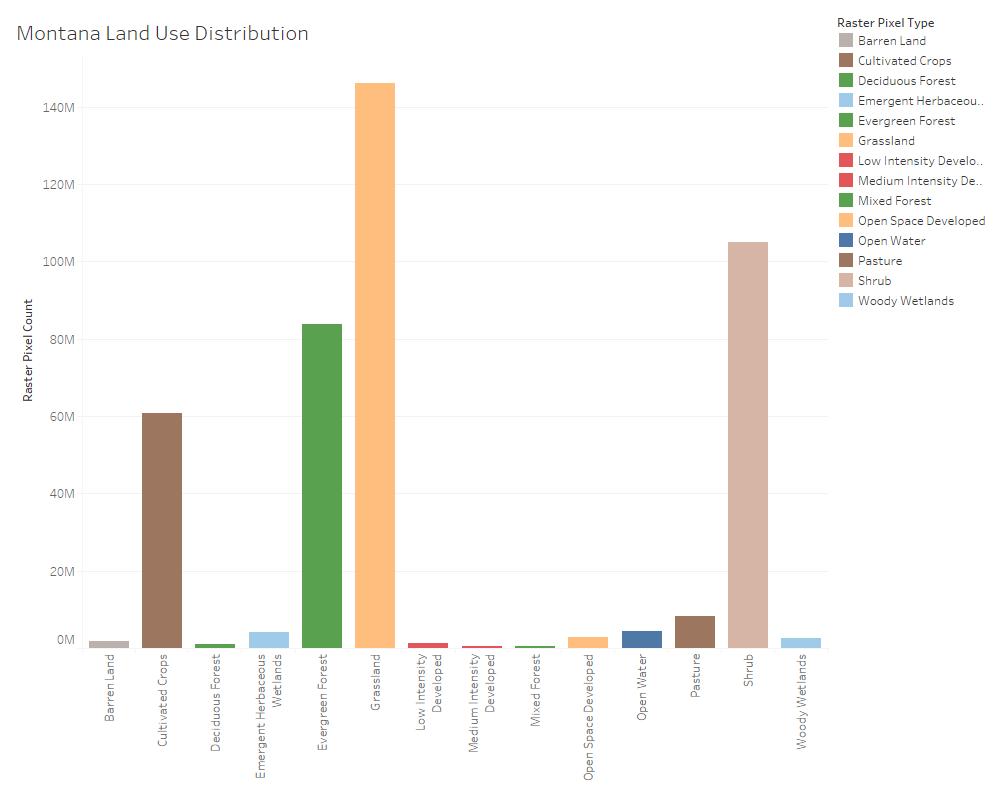 Montana Land Use Distribution
Raster Pixel Type
Barren Land
Cultivated Crops
Deciduous Forest
Emergent Herbaceou..
Evergreen Forest
Grassland
Low Intensity Develo..
Medium Intensity De..
Mixed Forest
Open Space Developed
Open Water
Pasture
Shrub
Woody Wetlands
Raster Pixel Count
140M
120M
100M
80M
60M
40M
20M
0M
Barren Land
Cultivated Crops
Deciduous Forest
Emergent Herbaceous
Wetlands
Evergreen Forest
Grassland
Low Intensity
Developed
Medium Intensity
Developed
Mixed Forest
Open Space Developed
Open Water
Pasture
Shrub
Woody Wetlands